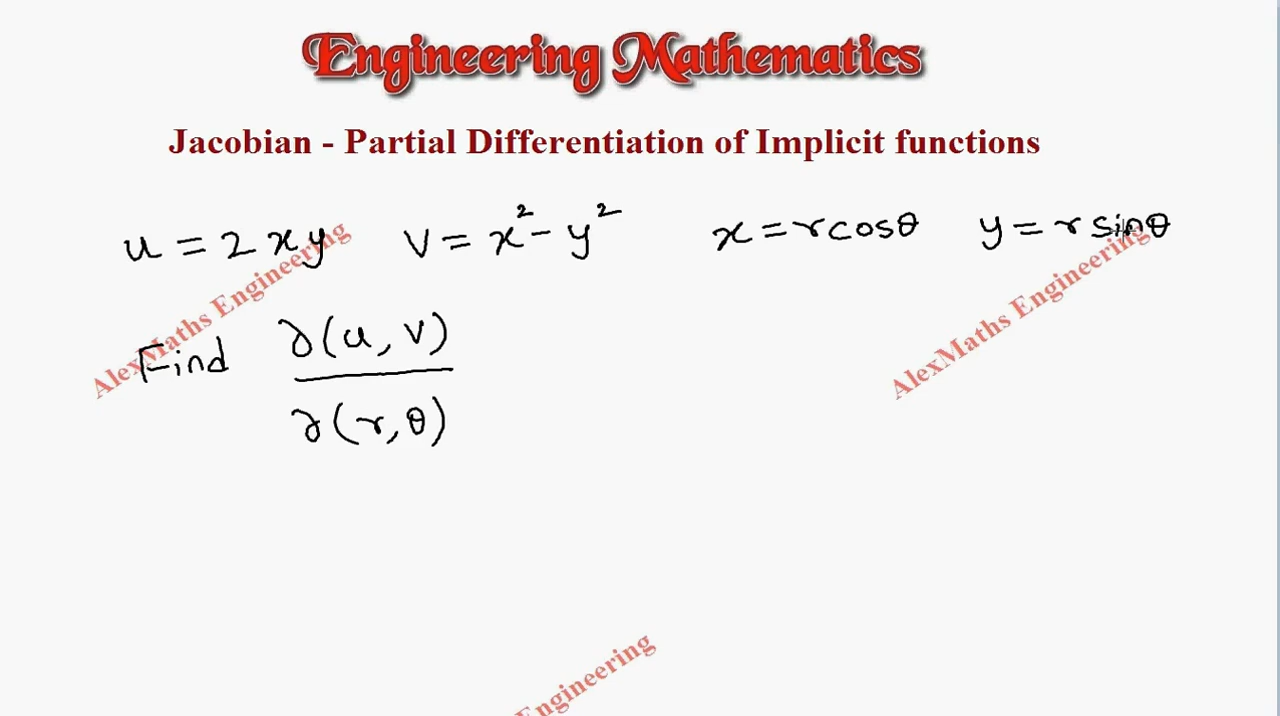 Engineering Mathematics
Jacobian - Partial Differentiation of Implicit functions
u = 2xy v = x² - y² x = r cosθ y = r sinθ
AlexMaths Engineering
AlexMaths Engineering
Find ∂(u, v)
∂(r, θ)
Engineering